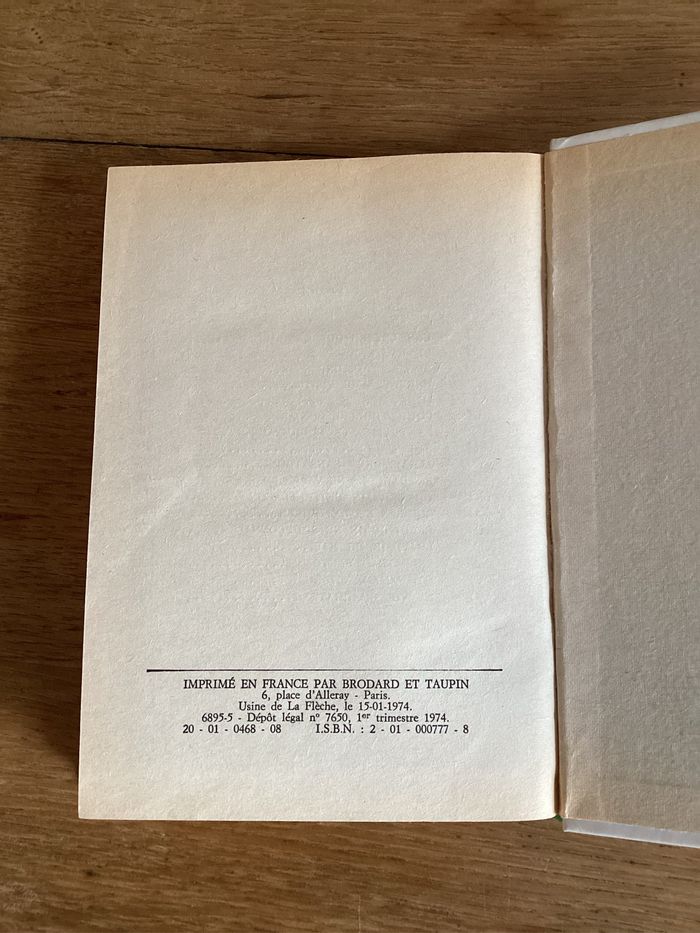 IMPRIMÉ EN FRANCE PAR BRODARD ET TAUPIN
6, place d'Alleray - Paris.
Usine de La Flèche, le 15-01-1974.
6895-5 - Dépôt légal nº 7650, 1er trimestre 1974.
20 - 01 - 0468 - 08 I.S.B.N. : 2 - 01 - 000777 - 8